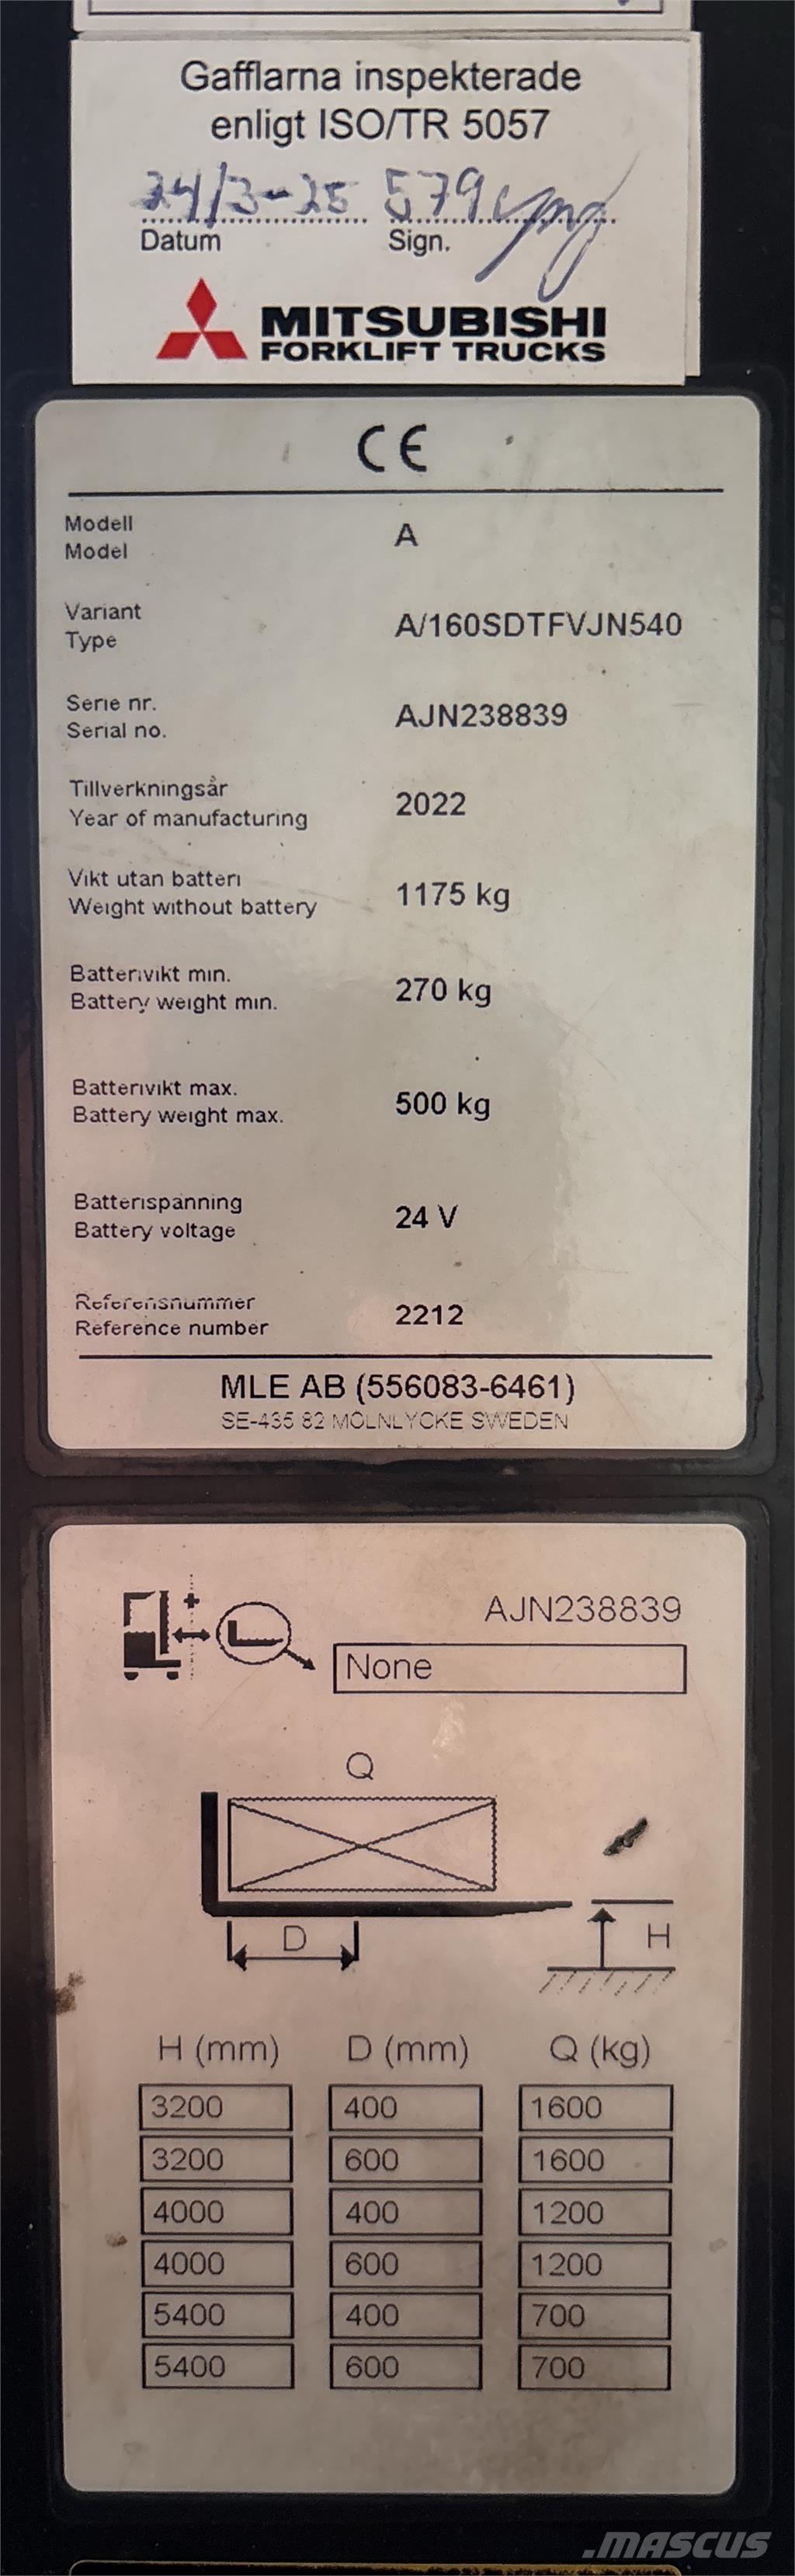 Gafflarna inspekterade
enligt ISO/TR 5057
24/3-25 579
Datum Sign.
MITSUBISHI
FORKLIFT TRUCKS
CE
Modell
Model
A
Variant
Type
A/160SDTFVJN540
Serie nr.
Serial no.
AJN238839
Tillverkningsår
Year of manufacturing
2022
Vikt utan batteri
Weight without battery
1175 kg
Batterivikt min.
Battery weight min.
270 kg
Batterivikt max.
Battery weight max.
500 kg
Batterispanning
Battery voltage
24 V
Referensnummer
Reference number
2212
MLE AB (556083-6461)
SE-435 82 MÖLNLYCKE SWEDEN
AJN238839
None
Q
D
H
H (mm) D (mm) Q (kg)
3200 400 1600
3200 600 1600
4000 400 1200
4000 600 1200
5400 400 700
5400 600 700
.MASCUS